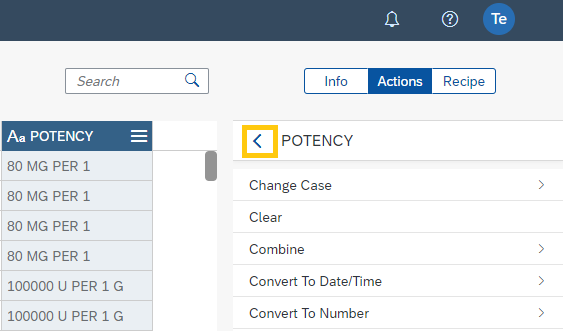 Te
Search
Info Actions Recipe
Aa POTENCY
80 MG PER 1
80 MG PER 1
80 MG PER 1
80 MG PER 1
100000 U PER 1 G
100000 U PER 1 G
POTENCY
Change Case
Clear
Combine
Convert To Date/Time
Convert To Number